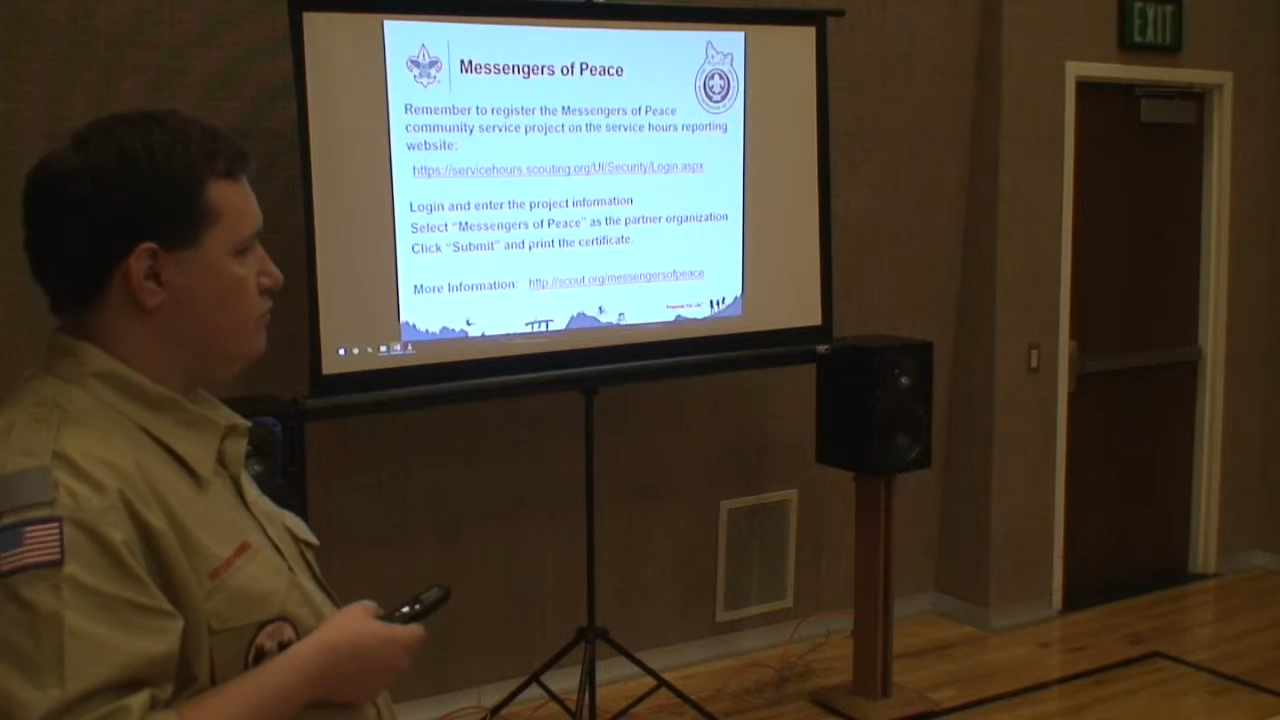 EXIT
Messengers of Peace
Remember to register the Messengers of Peace
community service project on the service hours reporting
website:
https://servicehours.scouting.org/UI/Security/Login.aspx
Login and enter the project information
Select “Messengers of Peace” as the partner organization
Click “Submit” and print the certificate.
More Information: http://scout.org/messengersofpeace